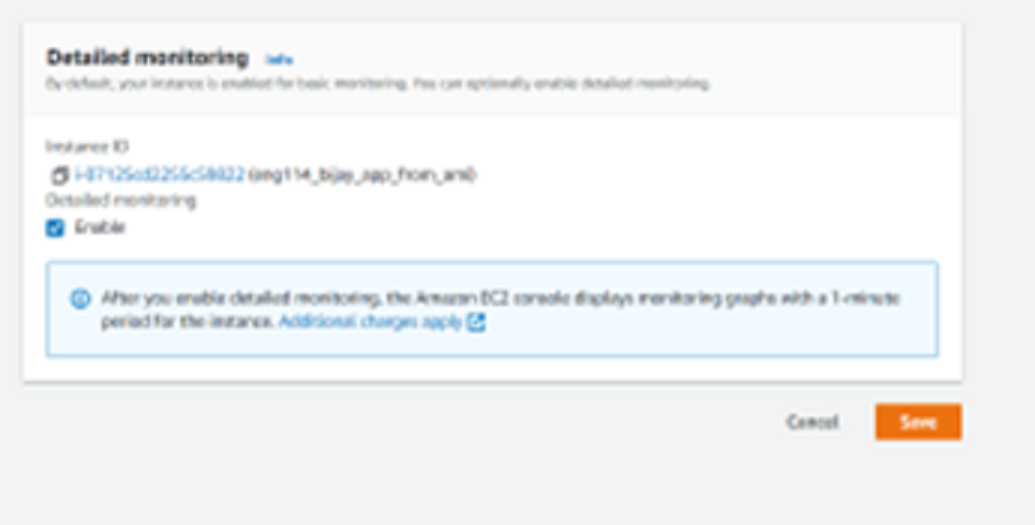 Detailed monitoring Info
By default, your instance is enabled for basic monitoring. You can optionally enable detailed monitoring.
Instance ID
(eng114_bijay_app_from_ami)
Detailed monitoring
Enable
After you enable detailed monitoring, the Amazon EC2 console displays monitoring graphs with a 1-minute
period for the instance. Additional charges apply
Cancel
Save